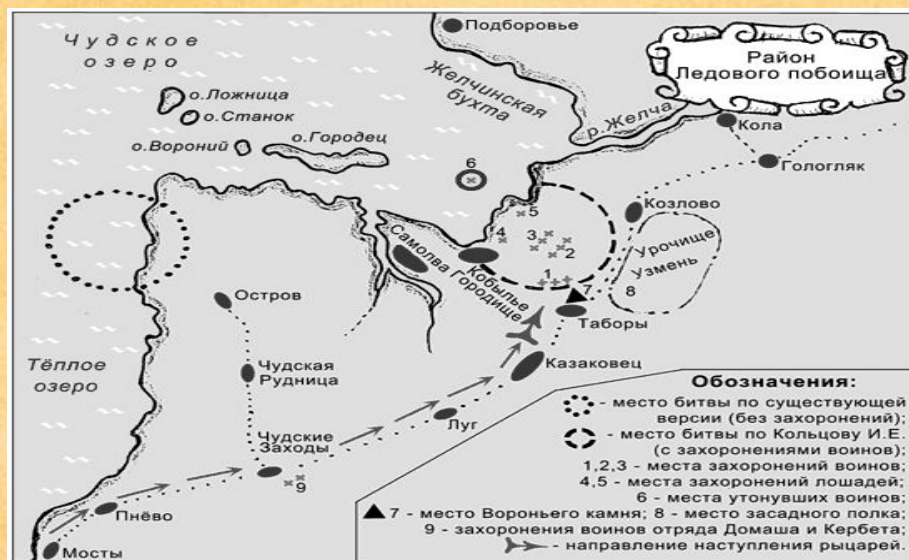 Чудское
озеро
о.Ложница
о.Станок
о.Вороний
о.Городец
Подборовье
Желчинская
бухта
р.Желча
Район
Ледового побоища
Кола
Гологляк
Козлово
Урочище
Узмень
8
6
5
4
3
2
1
7
Самолва
Кобылье
Городище
Таборы
Казаковец
Остров
Тёплое
озеро
Чудская
Рудница
Чудские
Заходы
Луг
9
Пнёво
Мосты
Обозначения:
- место битвы по существующей
версии (без захоронений);
- место битвы по Кольцову И.Е.
(с захоронениями воинов);
1,2,3 - места захоронений воинов;
4,5 - места захоронений лошадей;
6 - места утонувших воинов;
7 - место Вороньего камня; 8 - место засадного полка;
9 - захоронения воинов отряда Домаша и Кербета;
- направление наступления рыцарей.